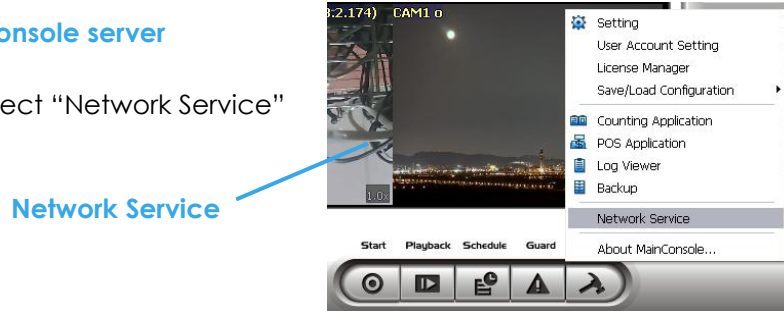 onsole server
ect “Network Service”
Network Service
3:2.174) CAM1 o
1.0x
Setting
User Account Setting
License Manager
Save/Load Configuration
Counting Application
POS Application
Log Viewer
Backup
Network Service
About MainConsole...
Start Playback Schedule Guard